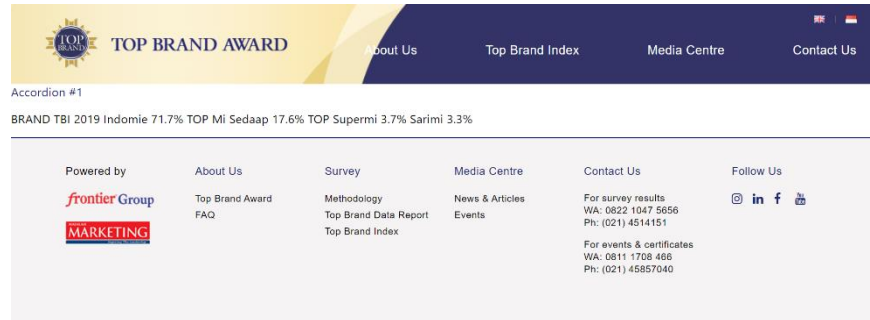 TOP BRAND
TOP BRAND AWARD
About Us Top Brand Index Media Centre Contact Us
Accordion #1
BRAND TBI 2019 Indomie 71.7% TOP Mi Sedaap 17.6% TOP Supermi 3.7% Sarimi 3.3%
Powered by
frontier Group
MARKETING
About Us
Top Brand Award
FAQ
Survey
Methodology
Top Brand Data Report
Top Brand Index
Media Centre
News & Articles
Events
Contact Us
For survey results
WA: 0822 1047 5656
Ph: (021) 4514151
For events & certificates
WA: 0811 1708 466
Ph: (021) 45857040
Follow Us
in f You Tube